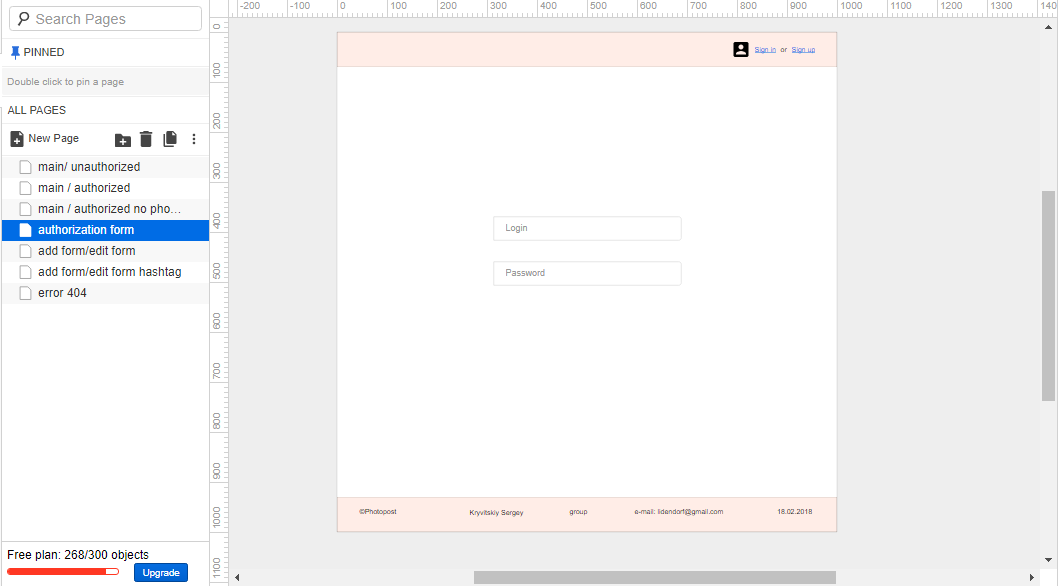 Search Pages
PINNED
Double click to pin a page
ALL PAGES
New Page
main/ unauthorized
main / authorized
main / authorized no pho...
authorization form
add form/edit form
add form/edit form hashtag
error 404
Free plan: 268/300 objects
Upgrade
-200 -100 0 100 200 300 400 500 600 700 800 900 1000 1100 1200 1300 140
0
100
200
300
400
500
600
700
800
900
1000
1100
Sign in or Sign up
Login
Password
©Photopost Kryvitskiy Sergey group e-mail: lidendorf@gmail.com 18.02.2018